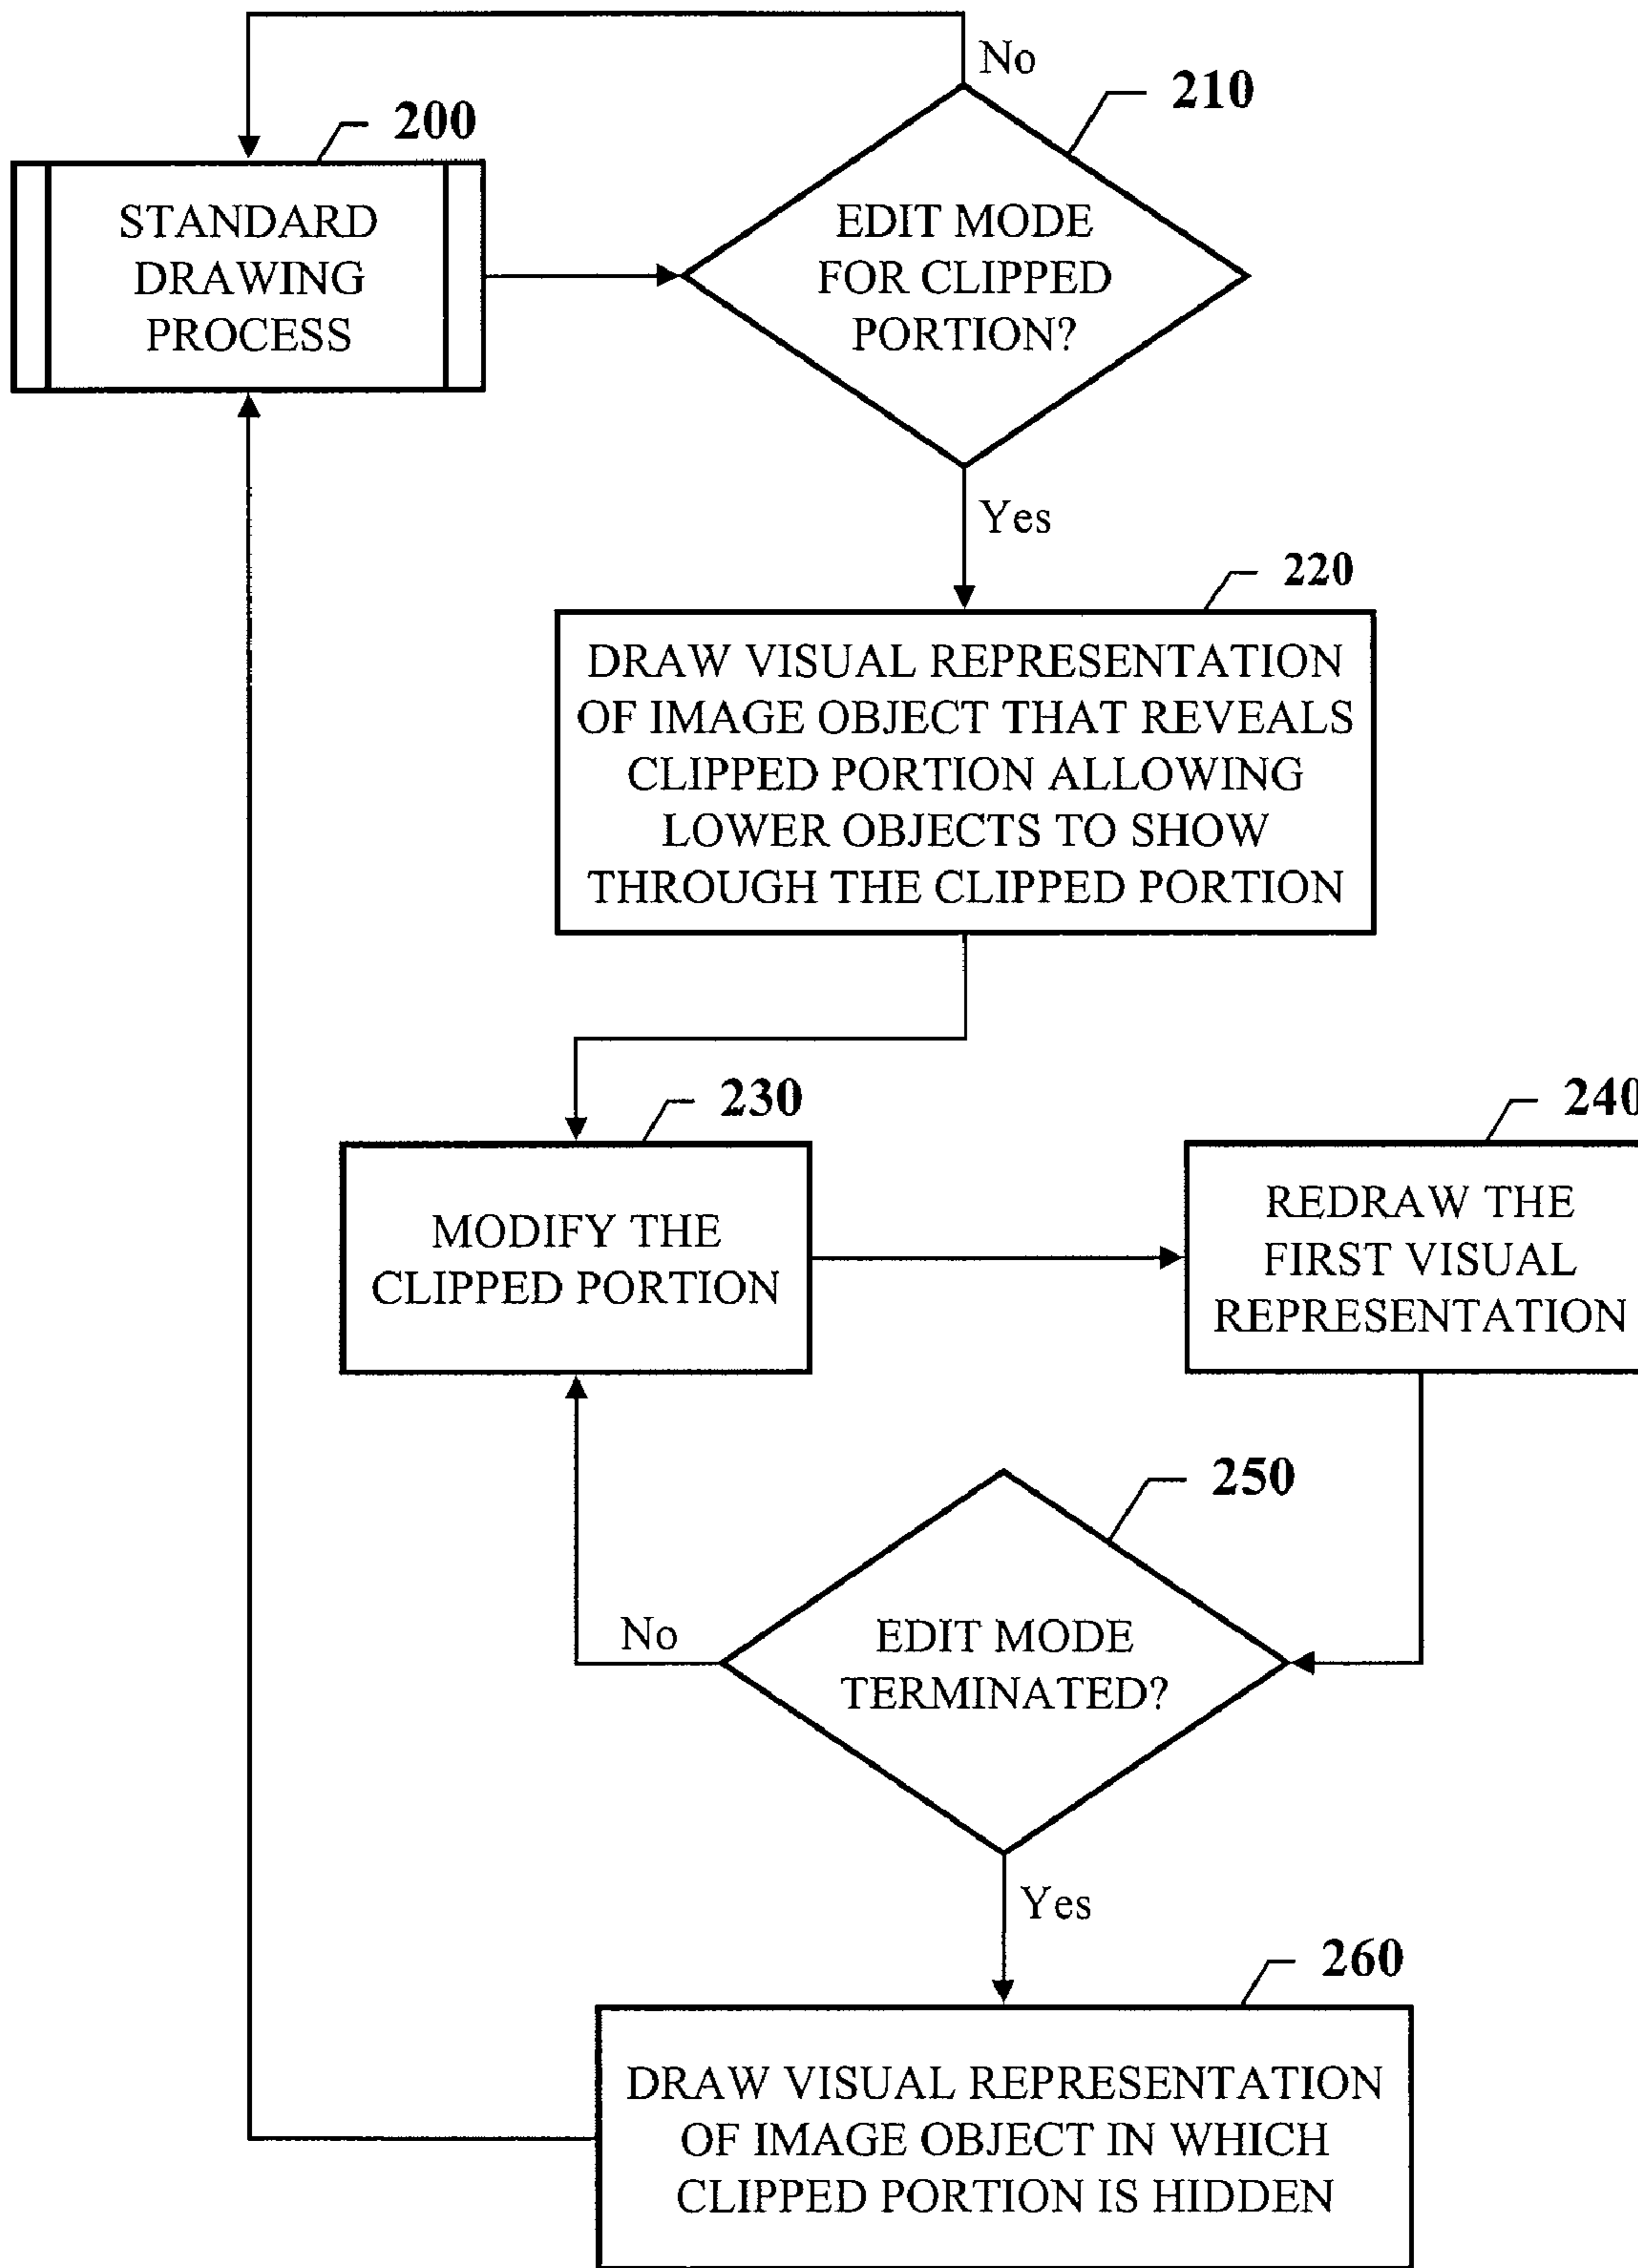 No
210
200
STANDARD
DRAWING
PROCESS
EDIT MODE
FOR CLIPPED
PORTION?
Yes
220
DRAW VISUAL REPRESENTATION
OF IMAGE OBJECT THAT REVEALS
CLIPPED PORTION ALLOWING
LOWER OBJECTS TO SHOW
THROUGH THE CLIPPED PORTION
230
240
MODIFY THE
CLIPPED PORTION
REDRAW THE
FIRST VISUAL
REPRESENTATION
250
No
EDIT MODE
TERMINATED?
Yes
260
DRAW VISUAL REPRESENTATION
OF IMAGE OBJECT IN WHICH
CLIPPED PORTION IS HIDDEN